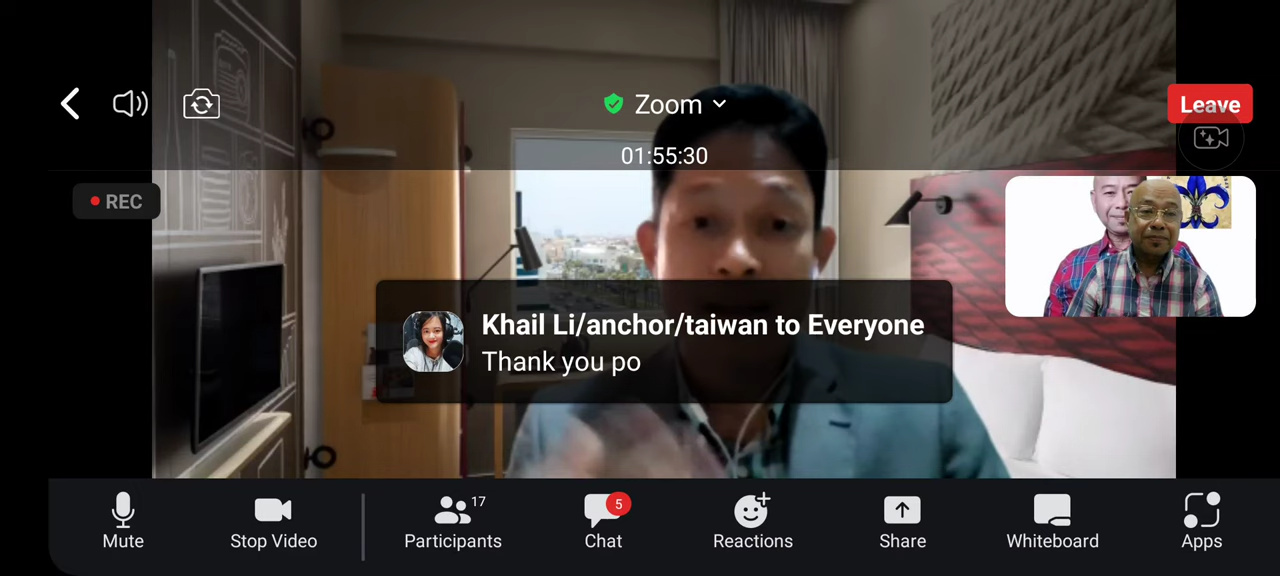 Zoom
Leave
01:55:30
REC
Khail Li/anchor/taiwan to Everyone
Thank you po
17
5
Mute
Stop Video
Participants
Chat
Reactions
Share
Whiteboard
Apps